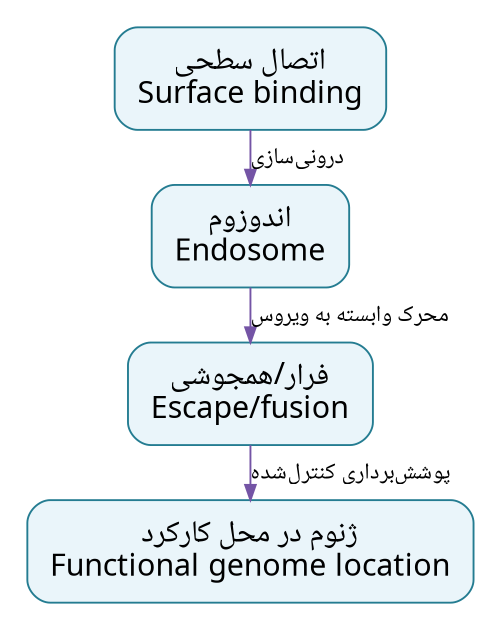 اتصال سطحی
Surface binding
درونی‌سازی
اندوزوم
Endosome
محرک وابسته به ویروس
فرار/همجوشی
Escape/fusion
پوشش‌برداری کنترل‌شده
ژنوم در محل کارکرد
Functional genome location